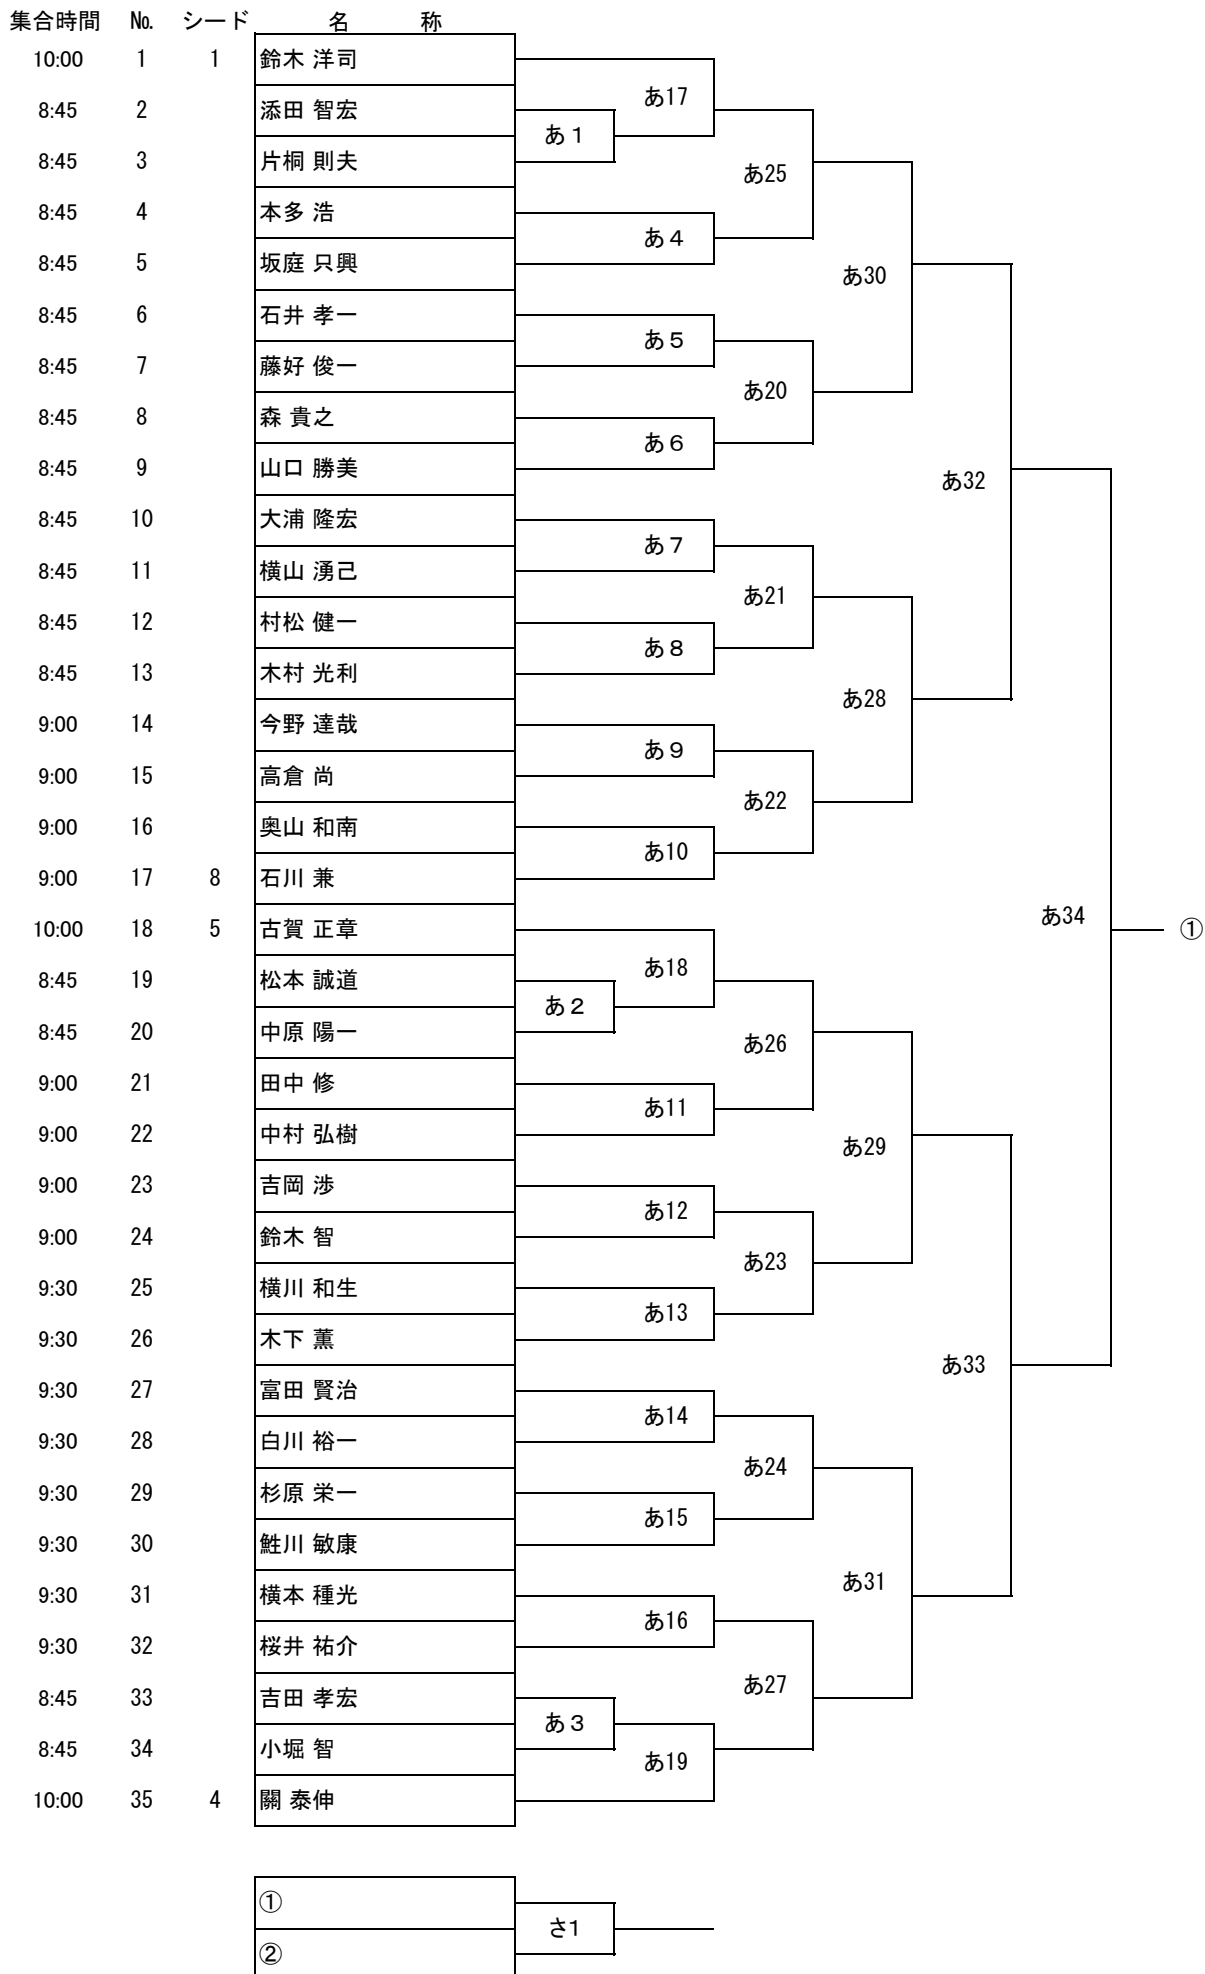 集合時間 № シード 名 称
10:00 1 1 鈴木 洋司
あ17
8:45 2 添田 智宏
あ１
8:45 3 片桐 則夫
あ25
8:45 4 本多 浩
あ４
8:45 5 坂庭 只興
あ30
8:45 6 石井 孝一
あ５
8:45 7 藤好 俊一
あ20
8:45 8 森 貴之
あ６
8:45 9 山口 勝美
あ32
8:45 10 大浦 隆宏
あ７
8:45 11 横山 湧己
あ21
8:45 12 村松 健一
あ８
8:45 13 木村 光利
あ28
9:00 14 今野 達哉
あ９
9:00 15 高倉 尚
あ22
9:00 16 奥山 和南
あ10
9:00 17 8 石川 兼
あ34
10:00 18 5 古賀 正章 ①
あ18
8:45 19 松本 誠道
あ２
8:45 20 中原 陽一
あ26
9:00 21 田中 修
あ11
9:00 22 中村 弘樹
あ29
9:00 23 吉岡 渉
あ12
9:00 24 鈴木 智
あ23
9:30 25 横川 和生
あ13
9:30 26 木下 薫
あ33
9:30 27 富田 賢治
あ14
9:30 28 白川 裕一
あ24
9:30 29 杉原 栄一
あ15
9:30 30 鮏川 敏康
あ31
9:30 31 横本 種光
あ16
9:30 32 桜井 祐介
あ27
8:45 33 吉田 孝宏
あ３
8:45 34 小堀 智
あ19
10:00 35 4 關 泰伸
①
さ1
②